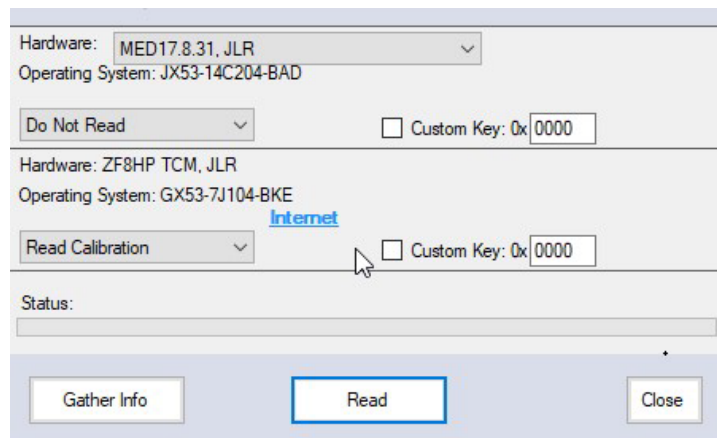 Hardware: MED17.8.31, JLR
Operating System: JX53-14C204-BAD
Do Not Read Custom Key: 0x 0000
Hardware: ZF8HP TCM, JLR
Operating System: GX53-7J104-BKE
Internet
Read Calibration Custom Key: 0x 0000
Status:
Gather Info Read Close